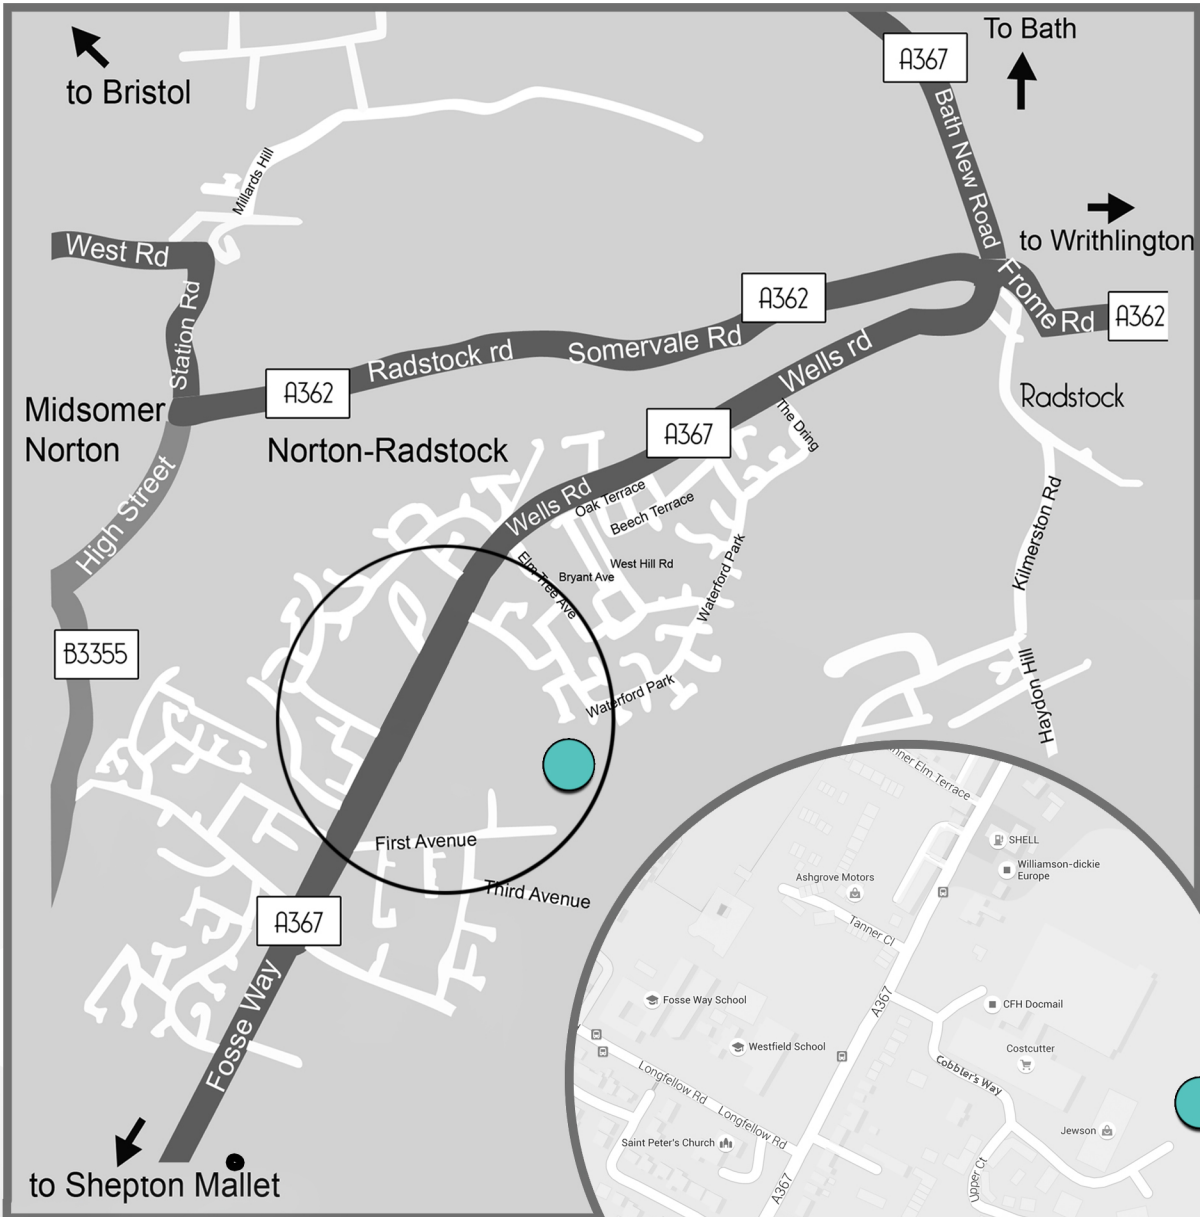 To Bath
A367
to Bristol
Bath New Road
Millards Hill
to Writhlington
West Rd
Station Rd
Frome
Rd
A362
A362
Somervale Rd
Radstock rd
Wells rd
A362
Midsomer
Norton
Radstock
The Dring
A367
Norton-Radstock
High Street
Wells Rd
Oak Terrace
Beech Terrace
Kilmerston Rd
Elm Tree Ave
West Hill Rd
Bryant Ave
Waterford Park
B3355
Haydon Hill
Waterford Park
First Avenue
Third Avenue
A367
Fosse Way
to Shepton Mallet
nner Elm Terrace
SHELL
Williamson-dickie
Europe
Ashgrove Motors
Tanner Cl
A367
Fosse Way School
CFH Docmail
Westfield School
Costcutter
Cobbler's Way
Longfellow Rd
Longfellow Rd
Saint Peter's Church
Jewson
Upper Ct
A367